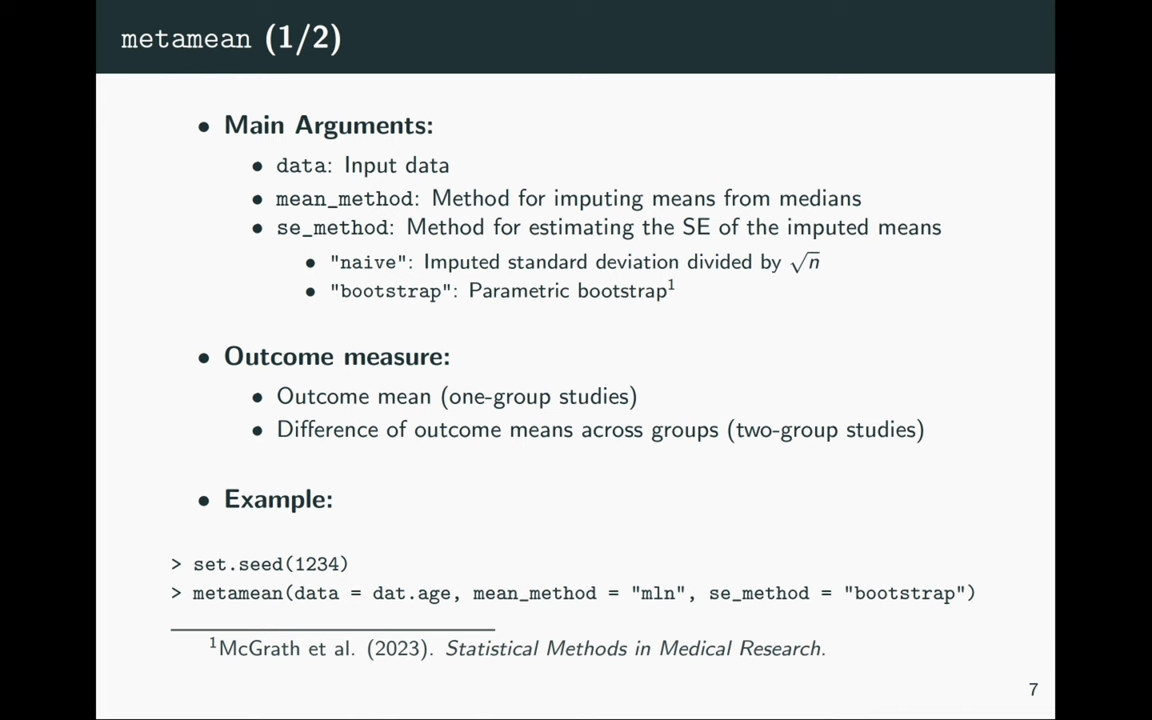 metamean (1/2)
• Main Arguments:
• data: Input data
• mean_method: Method for imputing means from medians
• se_method: Method for estimating the SE of the imputed means
• "naive": Imputed standard deviation divided by √n
• "bootstrap": Parametric bootstrap¹
• Outcome measure:
• Outcome mean (one-group studies)
• Difference of outcome means across groups (two-group studies)
• Example:
> set.seed(1234)
> metamean(data = dat.age, mean_method = "mln", se_method = "bootstrap")
¹McGrath et al. (2023). Statistical Methods in Medical Research.
7